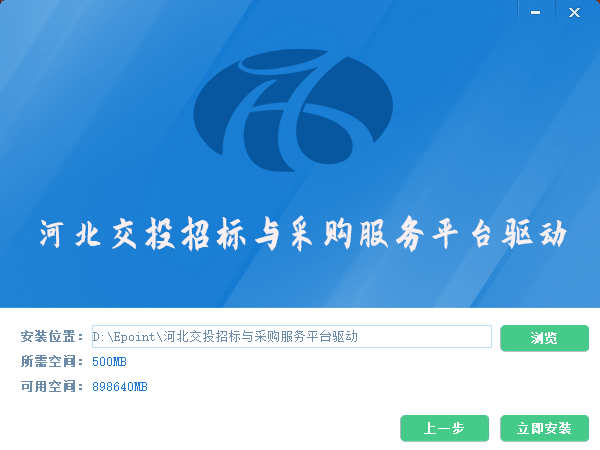 河北交投招标与采购服务平台驱动
安装位置： D:\Epoint\河北交投招标与采购服务平台驱动 浏览
所需空间： 500MB
可用空间： 898640MB
上一步 立即安装